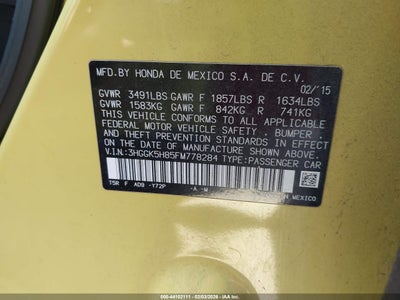 MFD.BY HONDA DE MEXICO S.A. DE C.V.
02/'15
GVWR 3491LBS GAWR F 1857LBS R 1634LBS
GVWR 1583KG GAWR F 842KG R 741KG
THIS VEHICLE CONFORMS TO ALL APPLICABLE
FEDERAL MOTOR VEHICLE SAFETY , BUMPER ,
AND THEFT PREVENTION STANDARDS IN EFFECT ON
THE DATE OF MANUFACTURE SHOWN ABOVE .
V.I.N:3HGGK5H85FM778284 TYPE:PASSENGER CAR
T5R F AD9 -Y72P -A -M
IN MEXICO
000-44102111 - 02/03/2026 - IAA Inc.